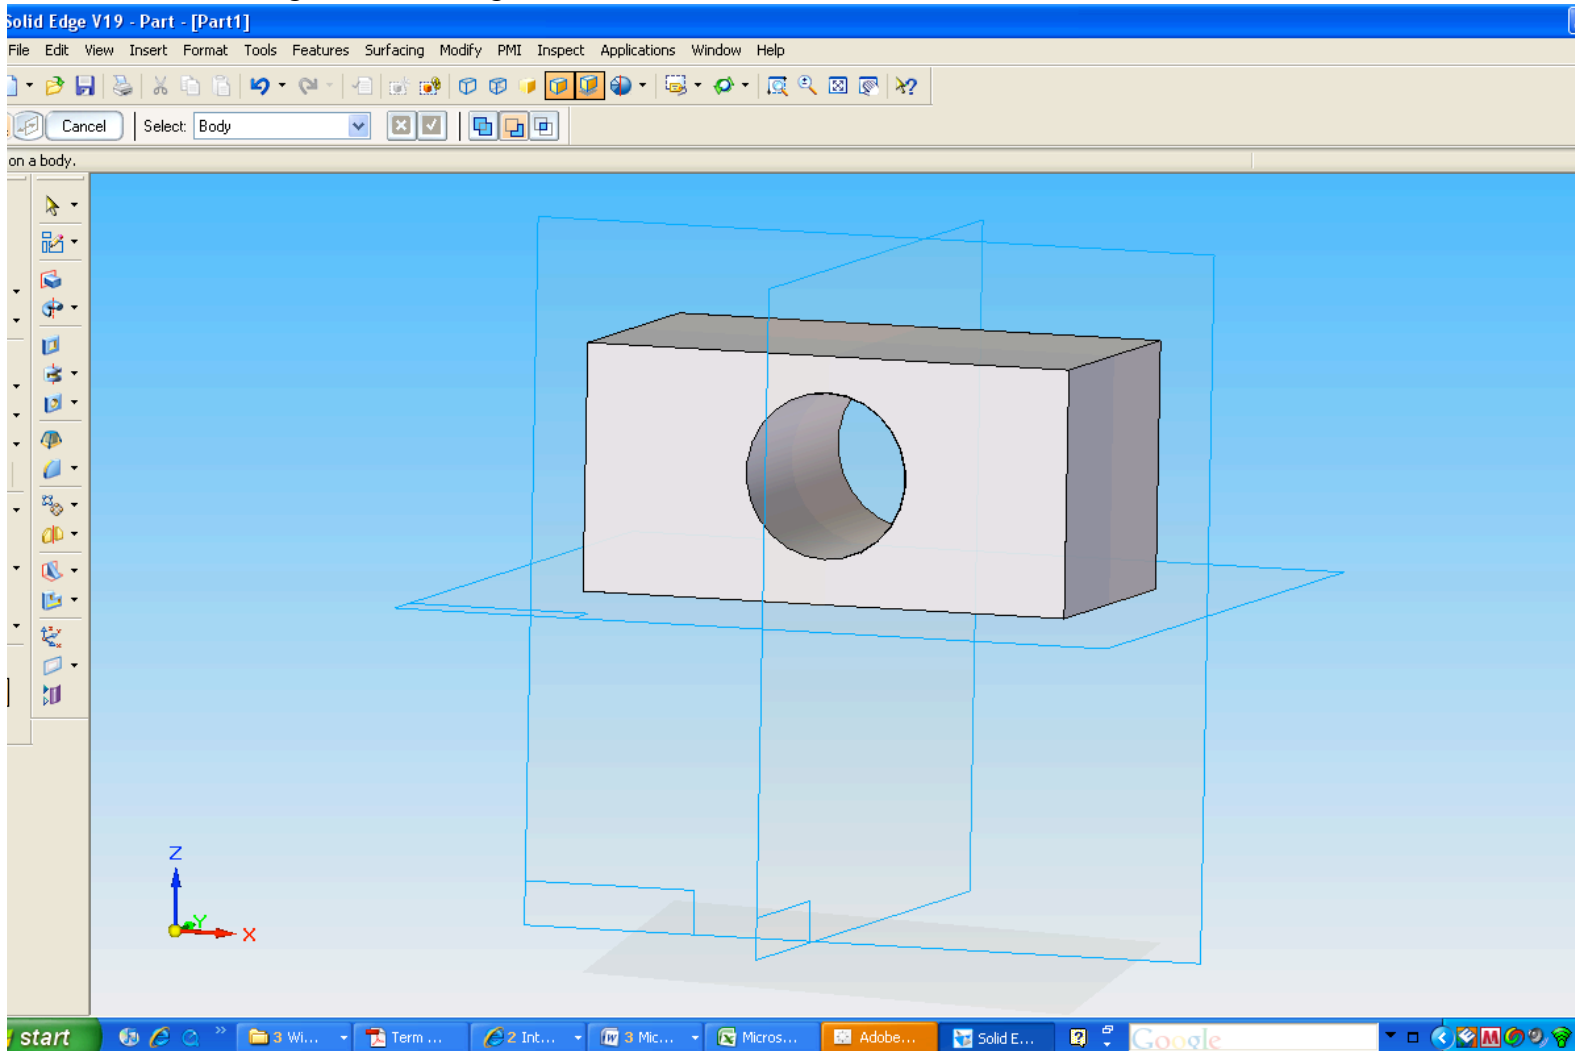 Solid Edge V19 - Part - [Part1]
File Edit View Insert Format Tools Features Surfacing Modify PMI Inspect Applications Window Help
Cancel Select: Body
on a body.
Z
Y
X
start 3 Wi... Term ... 2 Int... 3 Mic... Micros... Adobe... Solid E... Google